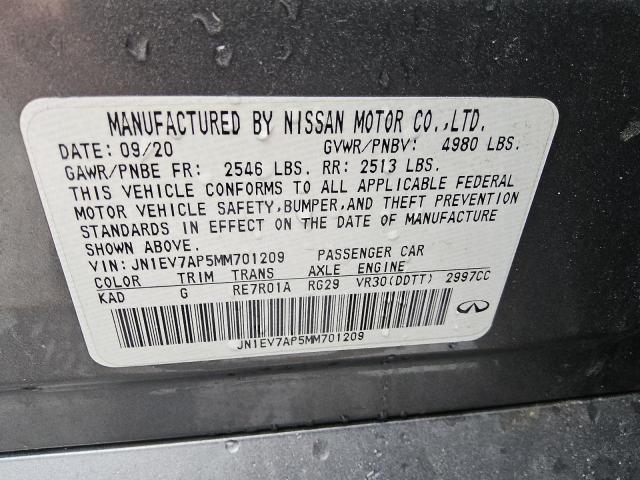 MANUFACTURED BY NISSAN MOTOR CO.,LTD.
DATE: 09/20 GVWR/PNBV: 4980 LBS.
GAWR/PNBE FR: 2546 LBS. RR: 2513 LBS.
THIS VEHICLE CONFORMS TO ALL APPLICABLE FEDERAL
MOTOR VEHICLE SAFETY,BUMPER,AND THEFT PREVENTION
STANDARDS IN EFFECT ON THE DATE OF MANUFACTURE
SHOWN ABOVE.
VIN: JN1EV7AP5MM701209 PASSENGER CAR
COLOR TRIM TRANS AXLE ENGINE
KAD G RE7R01A RG29 VR30(DDTT) 2997CC
JN1EV7AP5MM701209